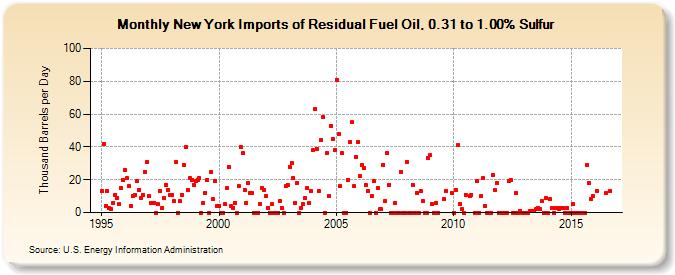 Monthly New York Imports of Residual Fuel Oil, 0.31 to 1.00% Sulfur
Thousand Barrels per Day
100
80
60
40
20
0
1995 2000 2005 2010 2015
Source: U.S. Energy Information Administration